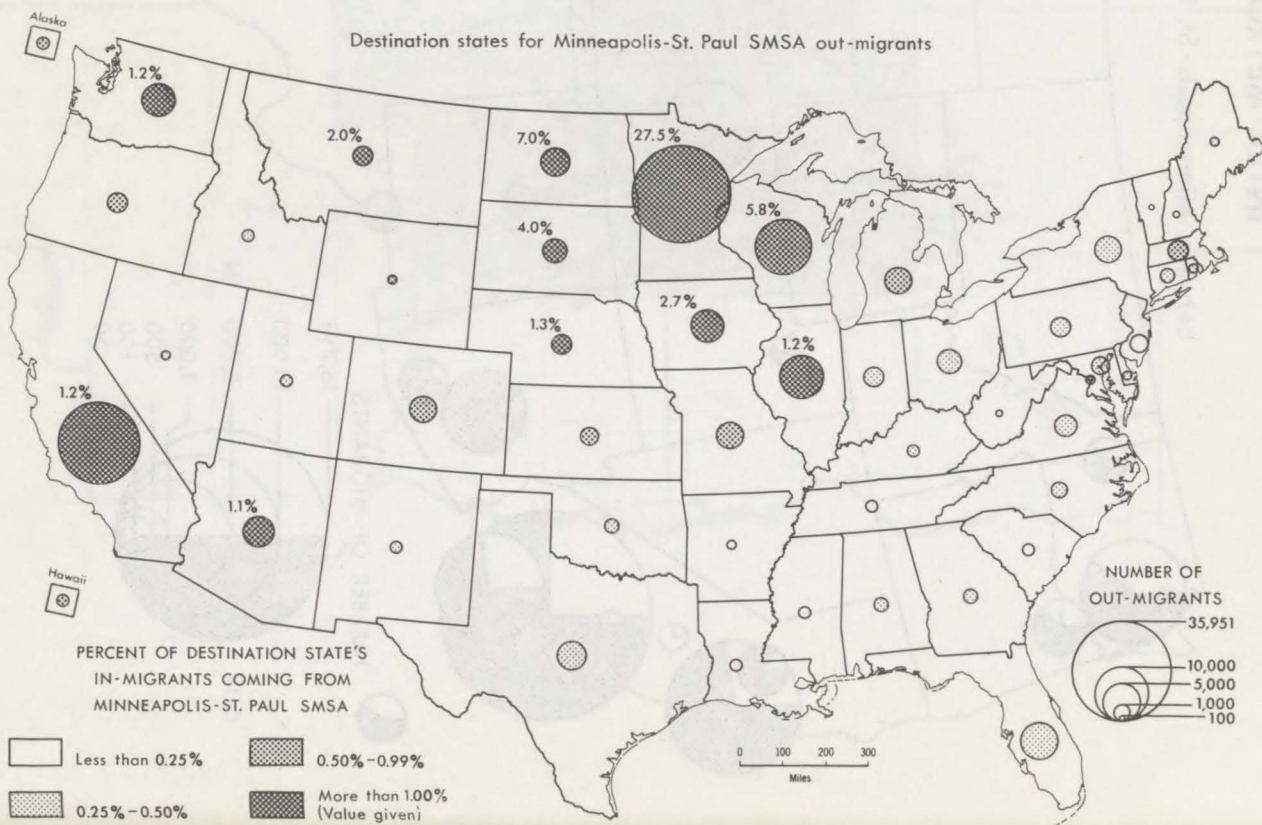 Alaska
Destination states for Minneapolis-St. Paul SMSA out-migrants
1.2%
2.0%
7.0%
27.5%
5.8%
4.0%
2.7%
1.3%
1.2%
1.2%
1.1%
Hawaii
PERCENT OF DESTINATION STATE'S
IN-MIGRANTS COMING FROM
MINNEAPOLIS-ST. PAUL SMSA
Less than 0.25%
0.25%-0.50%
0.50%-0.99%
More than 1.00%
(Value given)
0 100 200 300
Miles
NUMBER OF
OUT-MIGRANTS
35,951
10,000
5,000
1,000
100